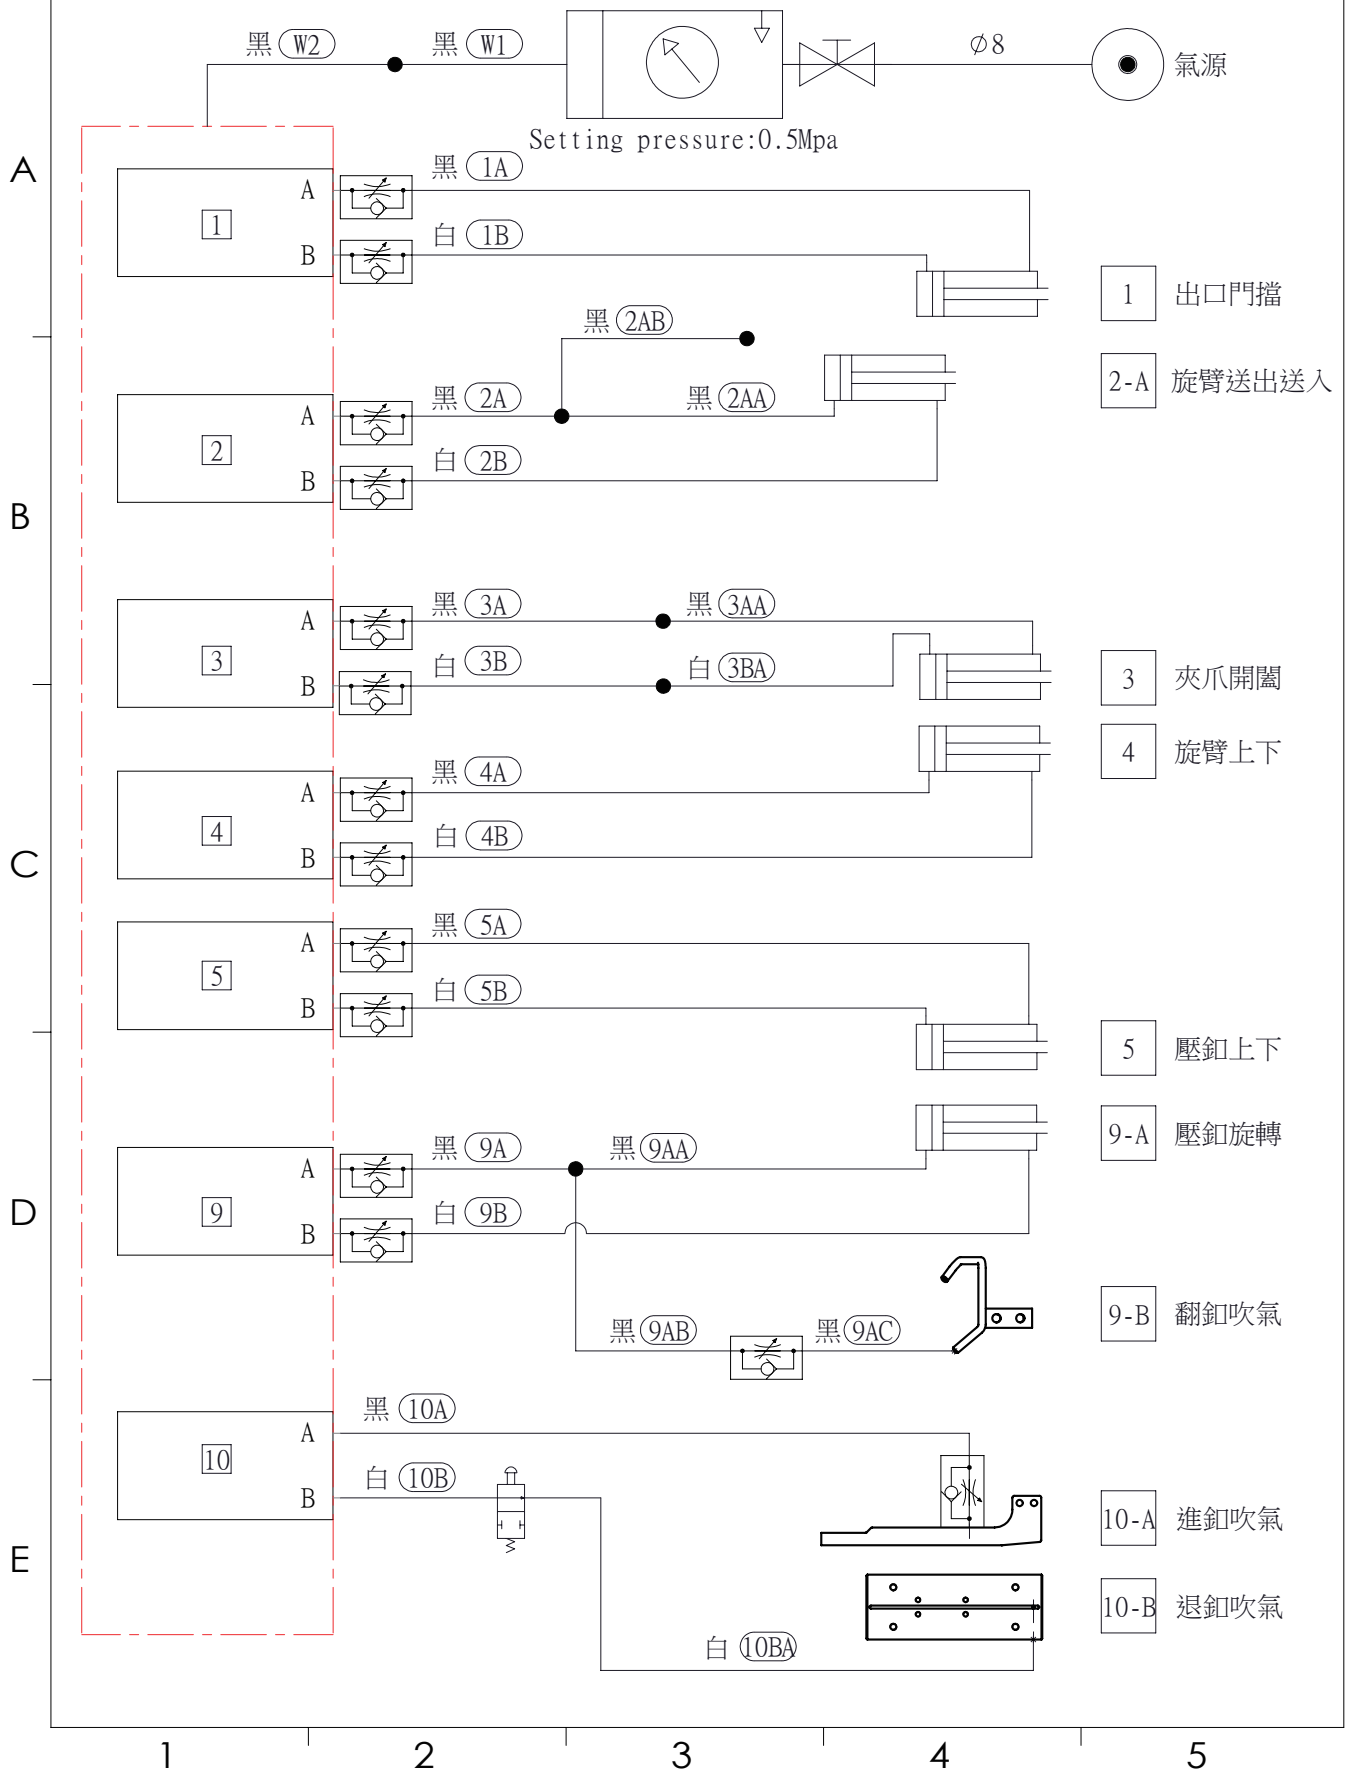 黑 W2 黑 W1 Ø8 氣源
Setting pressure:0.5Mpa
A
1
A 黑 1A
B 白 1B
1 出口門擋
黑 2AB
2-A 旋臂送出送入
2
A 黑 2A 黑 2AA
B 白 2B
B
3
A 黑 3A 黑 3AA
B 白 3B 白 3BA
3 夾爪開闔
4 旋臂上下
4
A 黑 4A
B 白 4B
C
5
A 黑 5A
B 白 5B
5 壓釦上下
9-A 壓釦旋轉
9
A 黑 9A 黑 9AA
B 白 9B
D
9-B 翻釦吹氣
黑 9AB 黑 9AC
10
A 黑 10A
B 白 10B
10-A 進釦吹氣
E
10-B 退釦吹氣
白 10BA
1 2 3 4 5